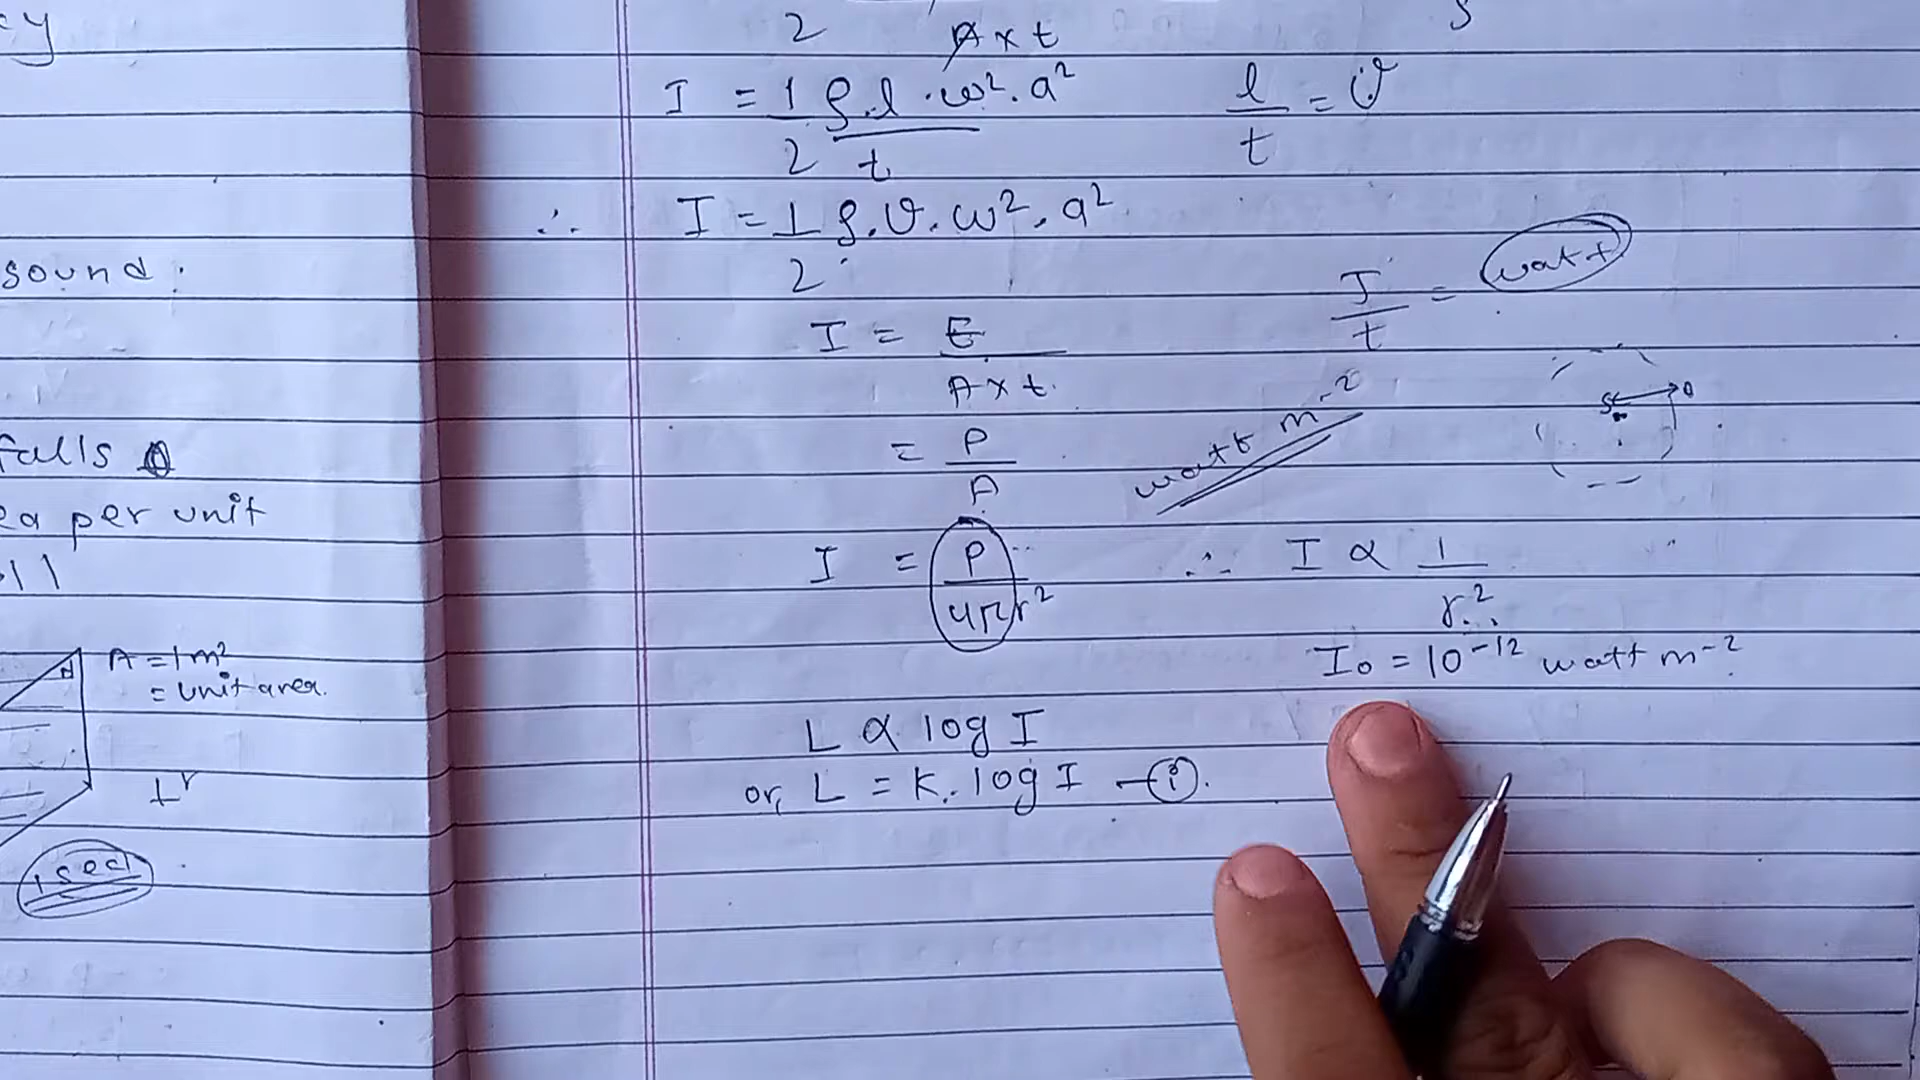 sound:
falls
per unit
A = 1m²
= unit area.
1 sec
2 A x t
I = 1/2 ρ.l/t . ω². a² l/t = v
∴ I = 1/2 ρ.v.ω².a²
J/t = watt
I = E/A x t.
= P/A watt m⁻²
S O
I = P/4πr² ∴ I ∝ 1/r²
I₀ = 10⁻¹² watt m⁻²
L ∝ log I
or, L = K. log I — (i).